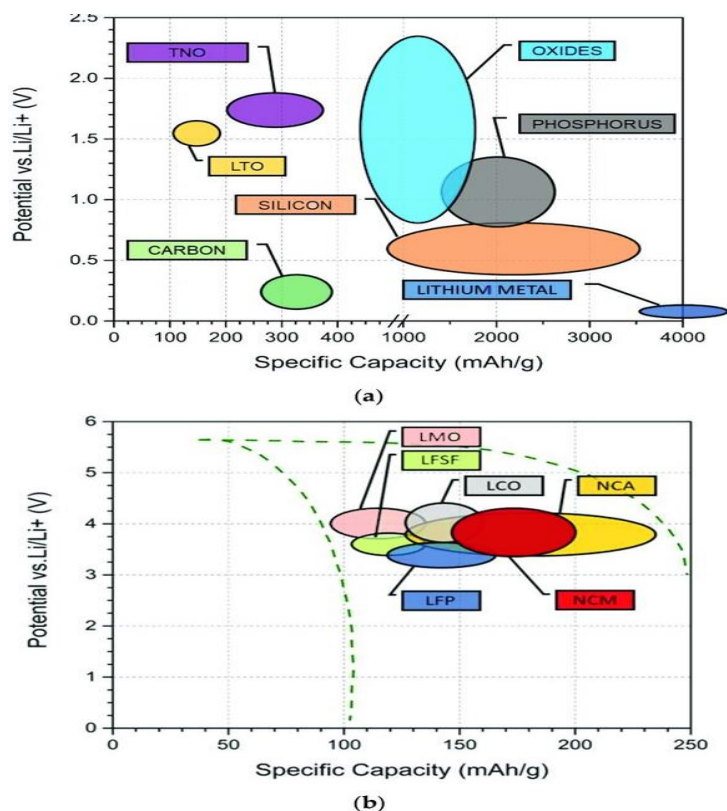 2.5
TNO
OXIDES
2.0
PHOSPHORUS
1.5
LTO
1.0
SILICON
CARBON
0.5
LITHIUM METAL
0.0
Potential vs.Li/Li+ (V)
0 100 200 300 400 1000 2000 3000 4000
Specific Capacity (mAh/g)
(a)
6
LMO
LFSF
5
LCO NCA
4
3
LFP NCM
2
1
0
Potential vs.Li/Li+ (V)
0 50 100 150 200 250
Specific Capacity (mAh/g)
(b)